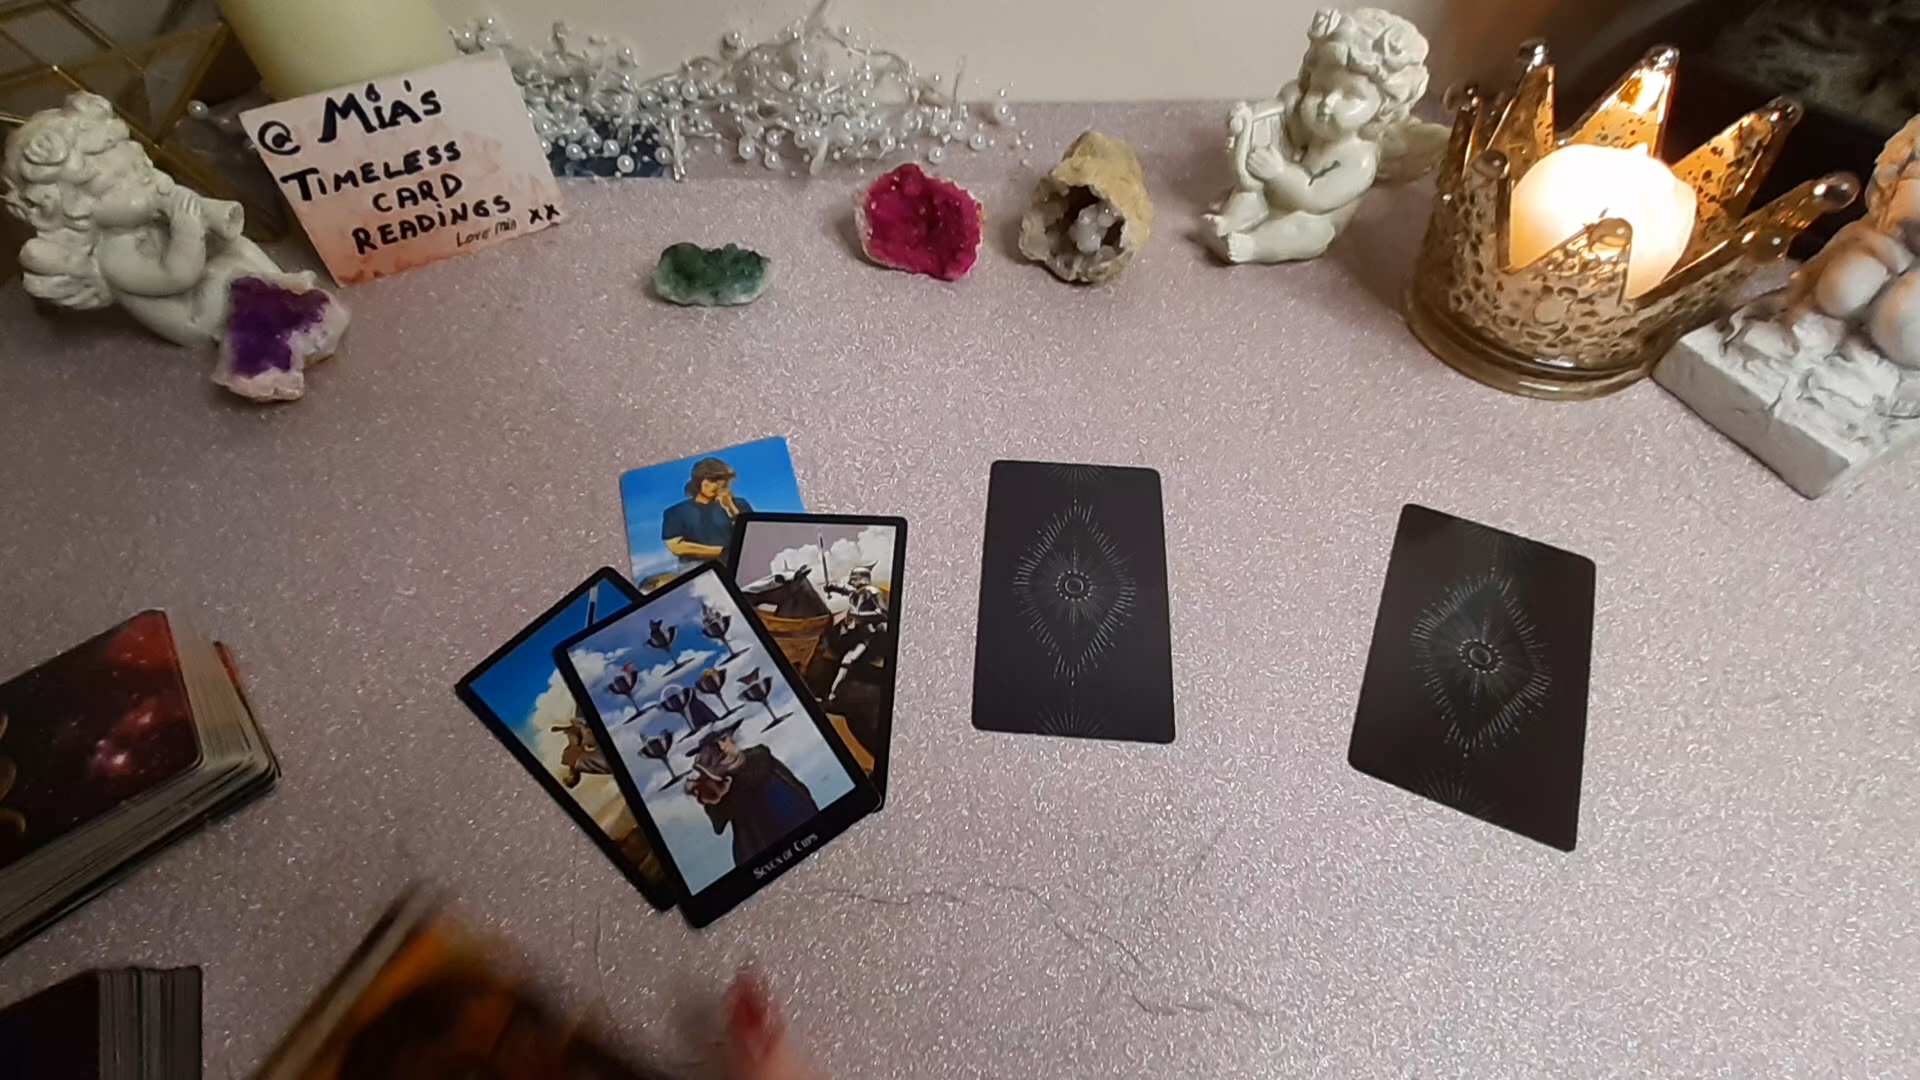 @ Mia's
TIMELESS
CARD
READINGS
Love Mia xx
SEVEN OF CUPS